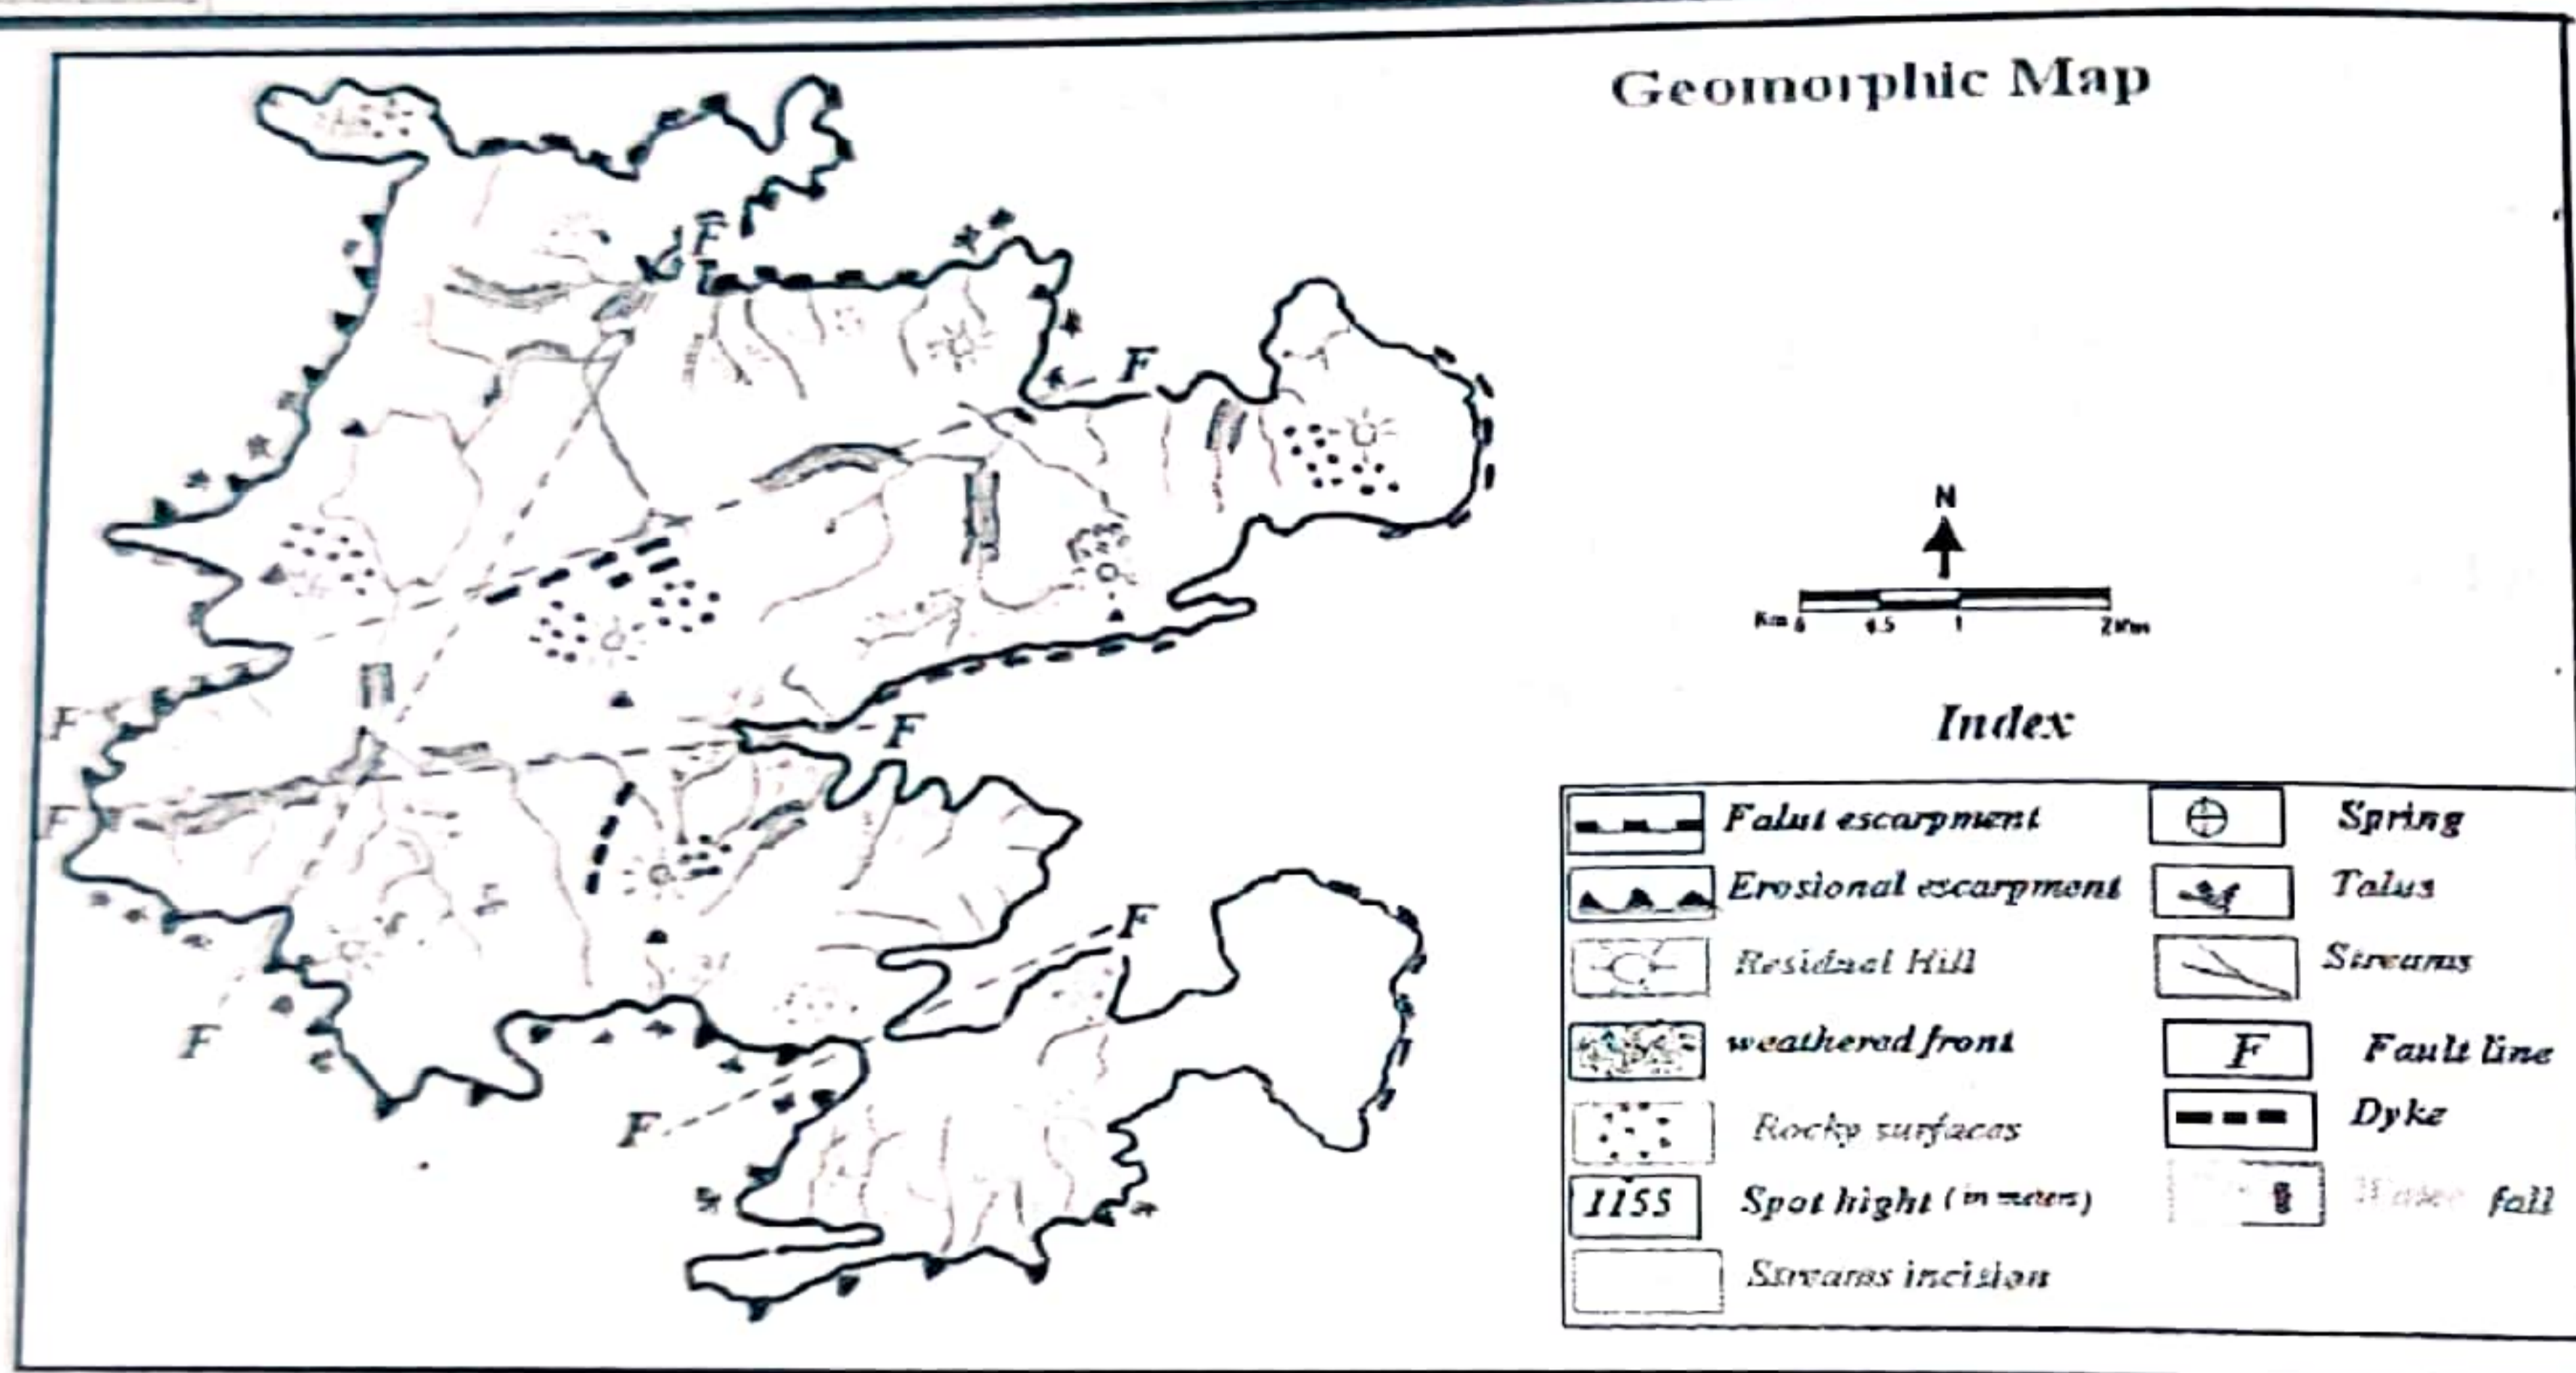 Geomorphic Map
F
F
N
Km 0 0.5 1 2Km
F
F
Index
F
Falut escarpment
Spring
Erosional escarpment
Talus
F
Residual Hill
Streams
F
weathered front
F Fault line
F
Rocky surfaces
Dyke
1155 Spot hight (in meters)
fall
Streams incision